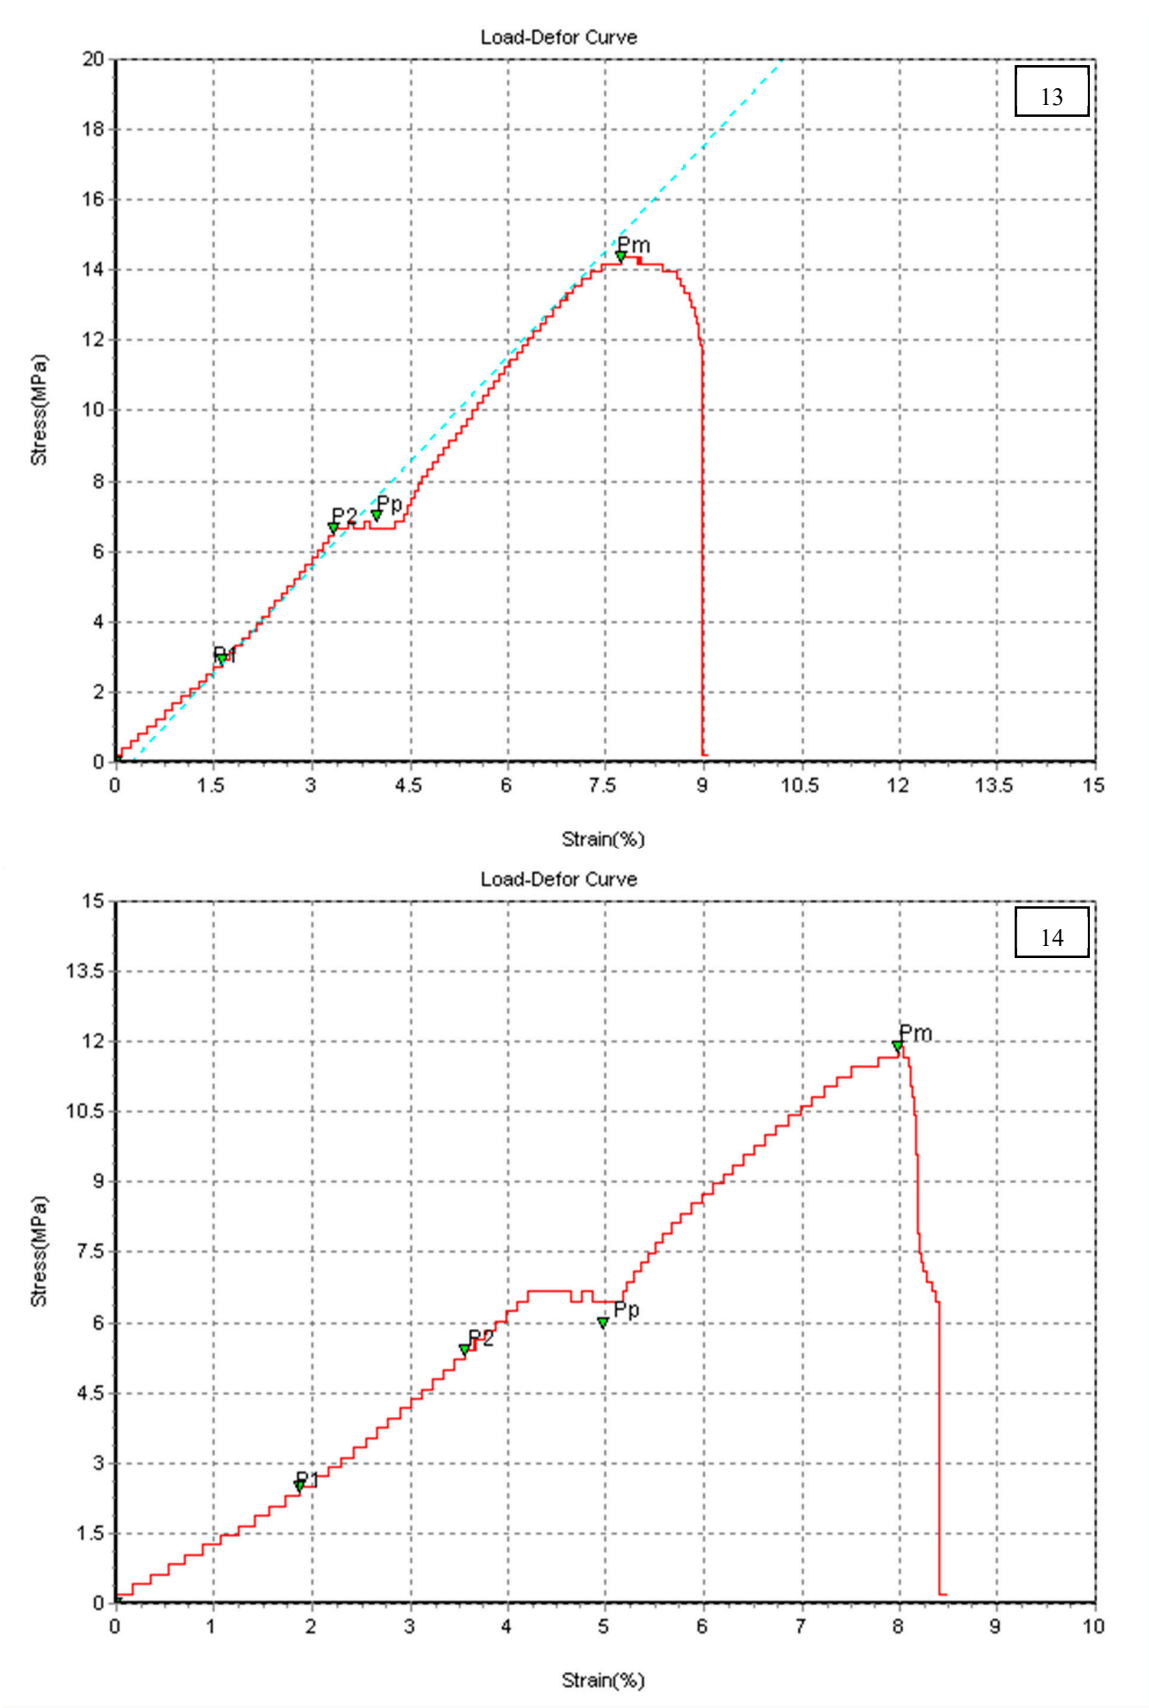 Load-Defor Curve
13
20
18
16
14
12
10
8
6
4
2
0
Pm
Pp
P2
P1
0 1.5 3 4.5 6 7.5 9 10.5 12 13.5 15
Stress(MPa)
Strain(%)
Load-Defor Curve
14
15
13.5
12
10.5
9
7.5
6
4.5
3
1.5
0
Pm
Pp
P2
P1
0 1 2 3 4 5 6 7 8 9 10
Stress(MPa)
Strain(%)